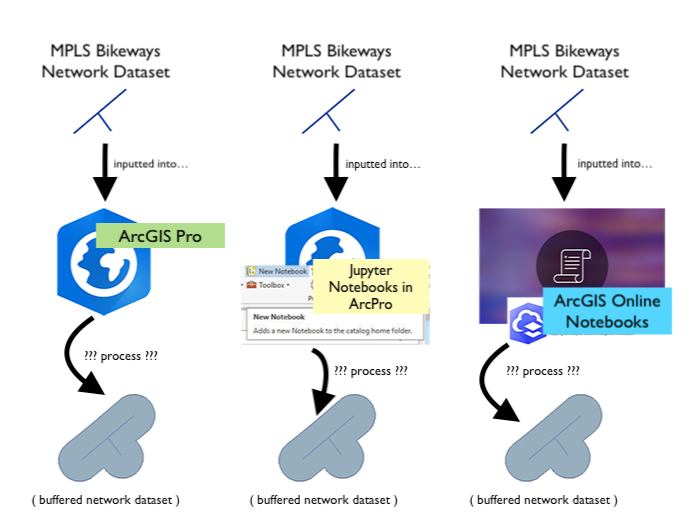 MPLS Bikeways
Network Dataset
inputted into...
ArcGIS Pro
??? process ???
( buffered network dataset )
MPLS Bikeways
Network Dataset
inputted into...
New Notebook
Toolbox
Jupyter
Notebooks in
ArcPro
New Notebook
Adds a new Notebook to the catalog home folder.
??? process ???
( buffered network dataset )
MPLS Bikeways
Network Dataset
inputted into...
ArcGIS Online
Notebooks
??? process ???
( buffered network dataset )